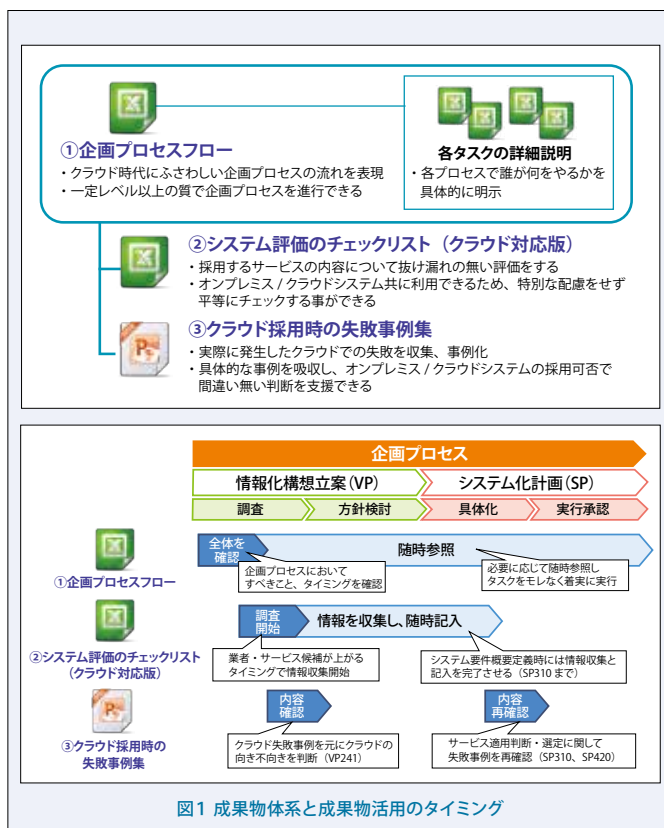 ①企画プロセスフロー
・クラウド時代にふさわしい企画プロセスの流れを表現
・一定レベル以上の質で企画プロセスを進行できる
各タスクの詳細説明
・各プロセスで誰が何をやるかを
具体的に明示
②システム評価のチェックリスト（クラウド対応版）
・採用するサービスの内容について抜け漏れの無い評価をする
・オンプレミス / クラウドシステム共に利用できるため、特別な配慮をせず
平等にチェックする事ができる
③クラウド採用時の失敗事例集
・実際に発生したクラウドでの失敗を収集、事例化
・具体的な事例を吸収し、オンプレミス / クラウドシステムの採用可否で
間違い無い判断を支援できる
企画プロセス
情報化構想立案（VP）
システム化計画（SP）
調査
方針検討
具体化
実行承認
①企画プロセスフロー
全体を
確認
随時参照
企画プロセスにおいて
すべきこと、タイミングを確認
必要に応じて随時参照し
タスクをモレなく着実に実行
②システム評価のチェックリスト
（クラウド対応版）
調査
開始
情報を収集し、随時記入
業者・サービス候補が上がる
タイミングで情報収集開始
システム要件概要定義時には情報収集と
記入を完了させる（SP310 まで）
③クラウド採用時の
失敗事例集
内容
確認
内容
再確認
クラウド失敗事例を元にクラウドの
向き不向きを判断（VP241）
サービス適用判断・選定に関して
失敗事例を再確認（SP310、SP420）
図1 成果物体系と成果物活用のタイミング